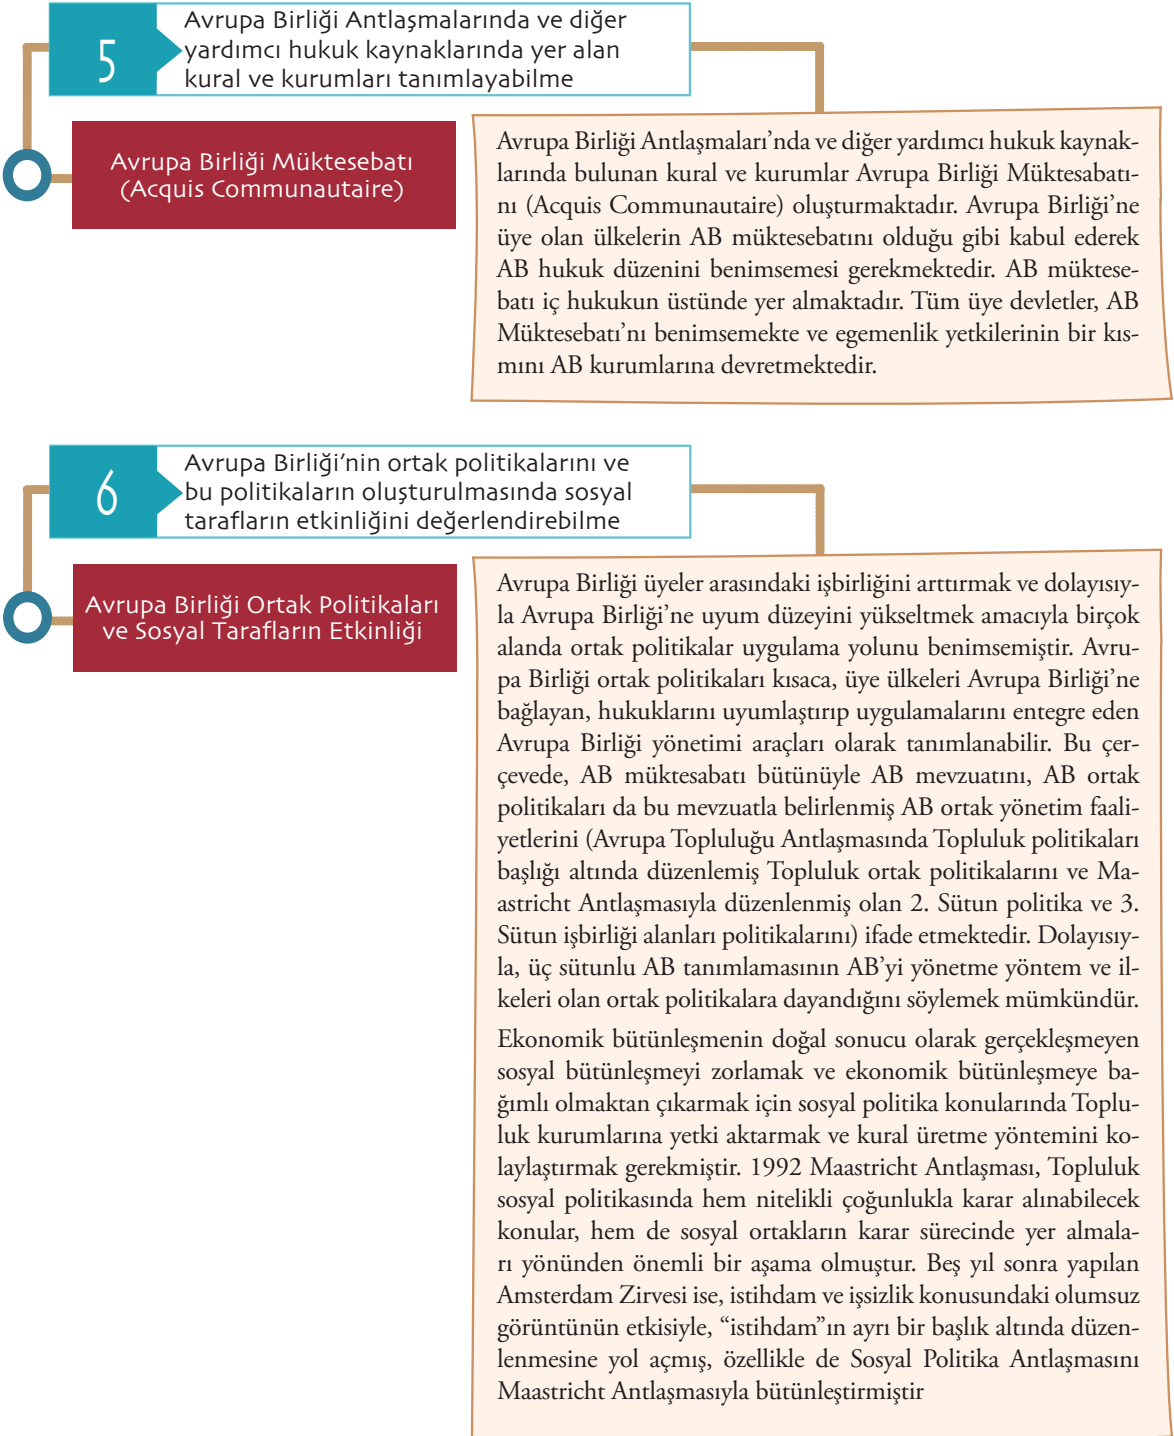 5
Avrupa Birliği Antlaşmalarında ve diğer
yardımcı hukuk kaynaklarında yer alan
kural ve kurumları tanımlayabilme
Avrupa Birliği Müktesebatı
(Acquis Communautaire)
Avrupa Birliği Antlaşmaları’nda ve diğer yardımcı hukuk kaynak-
larında bulunan kural ve kurumlar Avrupa Birliği Müktesabatı-
nı (Acquis Communautaire) oluşturmaktadır. Avrupa Birliği’ne
üye olan ülkelerin AB müktesebatını olduğu gibi kabul ederek
AB hukuk düzenini benimsemesi gerekmektedir. AB müktese-
batı iç hukukun üstünde yer almaktadır. Tüm üye devletler, AB
Müktesebatı’nı benimsemekte ve egemenlik yetkilerinin bir kıs-
mını AB kurumlarına devretmektedir.
6
Avrupa Birliği’nin ortak politikalarını ve
bu politikaların oluşturulmasında sosyal
tarafların etkinliğini değerlendirebilme
Avrupa Birliği Ortak Politikaları
ve Sosyal Tarafların Etkinliği
Avrupa Birliği üyeler arasındaki işbirliğini arttırmak ve dolayısıy-
la Avrupa Birliği’ne uyum düzeyini yükseltmek amacıyla birçok
alanda ortak politikalar uygulama yolunu benimsemiştir. Avru-
pa Birliği ortak politikaları kısaca, üye ülkeleri Avrupa Birliği’ne
bağlayan, hukuklarını uyumlaştırıp uygulamalarını entegre eden
Avrupa Birliği yönetimi araçları olarak tanımlanabilir. Bu çer-
çevede, AB müktesabatı bütünüyle AB mevzuatını, AB ortak
politikaları da bu mevzuatla belirlenmiş AB ortak yönetim faali-
yetlerini (Avrupa Topluluğu Antlaşmasında Topluluk politikaları
başlığı altında düzenlemiş Topluluk ortak politikalarını ve Ma-
astricht Antlaşmasıyla düzenlenmiş olan 2. Sütun politika ve 3.
Sütun işbirliği alanları politikalarını) ifade etmektedir. Dolayısıy-
la, üç sütunlu AB tanımlamasının AB’yi yönetme yöntem ve il-
keleri olan ortak politikalara dayandığını söylemek mümkündür.
Ekonomik bütünleşmenin doğal sonucu olarak gerçekleşmeyen
sosyal bütünleşmeyi zorlamak ve ekonomik bütünleşmeye ba-
ğımlı olmaktan çıkarmak için sosyal politika konularında Toplu-
luk kurumlarına yetki aktarmak ve kural üretme yöntemini ko-
laylaştırmak gerekmiştir. 1992 Maastricht Antlaşması, Topluluk
sosyal politikasında hem nitelikli çoğunlukla karar alınabilecek
konular, hem de sosyal ortakların karar sürecinde yer almala-
rı yönünden önemli bir aşama olmuştur. Beş yıl sonra yapılan
Amsterdam Zirvesi ise, istihdam ve işsizlik konusundaki olumsuz
görüntünün etkisiyle, “istihdam”ın ayrı bir başlık altında düzen-
lenmesine yol açmış, özellikle de Sosyal Politika Antlaşmasını
Maastricht Antlaşmasıyla bütünleştirmiştir